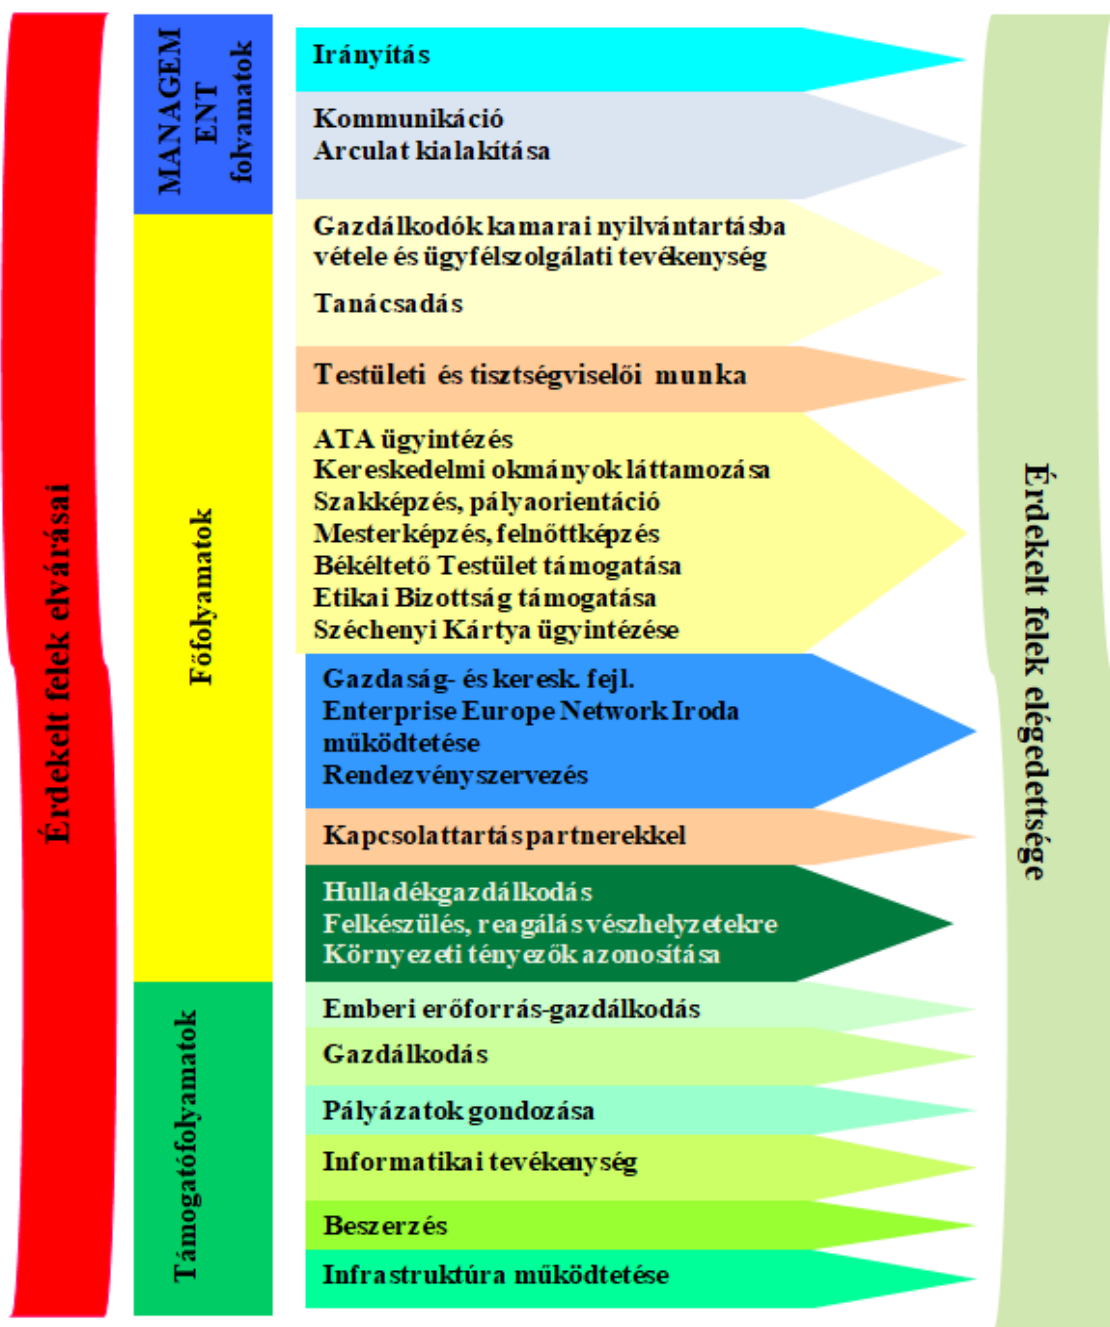 Érdekelt felek elvárásai
MANAGEM
ENT
folyamatok
Irányítás
Kommunikáció
Arculat kialakítása
Főfolyamatok
Gazdálkodók kamarai nyilvántartásba
vétele és ügyfélszolgálati tevékenység
Tanácsadás
Testületi és tisztségviselői munka
ATA ügyintézés
Kereskedelmi okmányok láttamozása
Szakképzés, pályaorientáció
Mesterképzés, felnőttképzés
Békéltető Testület támogatása
Etikai Bizottság támogatása
Széchenyi Kártya ügyintézése
Gazdaság- és keresk. fejl.
Enterprise Europe Network Iroda
működtetése
Rendezvényszervezés
Kapcsolattartás partnerekkel
Hulladékgazdálkodás
Felkészülés, reagálás vészhelyzetekre
Környezeti tényezők azonosítása
Támogatófolyamatok
Emberi erőforrás-gazdálkodás
Gazdálkodás
Pályázatok gondozása
Informatikai tevékenység
Beszerzés
Infrastruktúra működtetése
Érdekelt felek elégedettsége